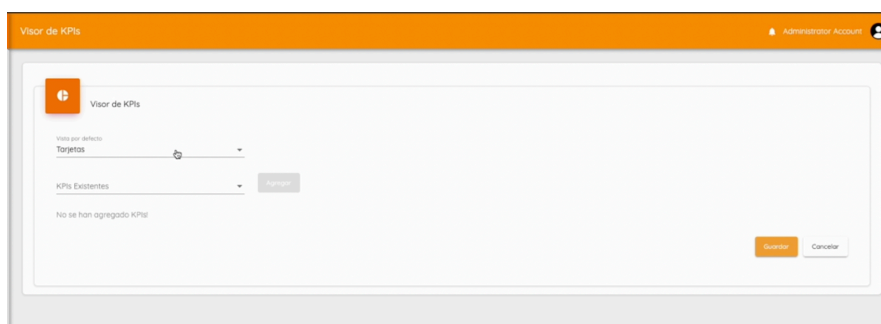 Visor de KPIs
Administrator Account
Visor de KPIs
Vista por defecto
Tarjetas
KPIs Existentes
Agregar
No se han agregado KPIs!
Guardar
Cancelar